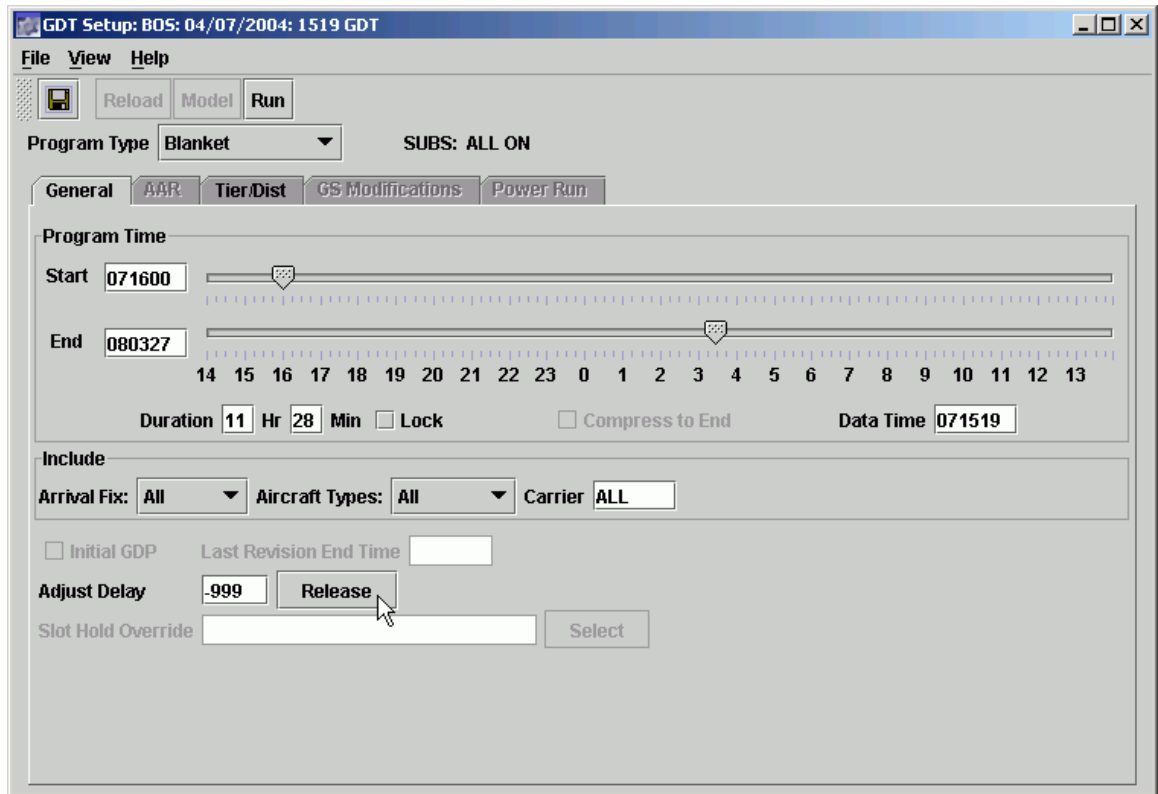 GDT Setup: BOS: 04/07/2004: 1519 GDT
File View Help
Reload Model Run
Program Type Blanket SUBS: ALL ON
General AAR Tier/Dist GS Modifications Power Run
Program Time
Start 071600
End 080327
14 15 16 17 18 19 20 21 22 23 0 1 2 3 4 5 6 7 8 9 10 11 12 13
Duration 11 Hr 28 Min Lock Compress to End Data Time 071519
Include
Arrival Fix: All Aircraft Types: All Carrier ALL
Initial GDP Last Revision End Time
Adjust Delay -999 Release
Slot Hold Override Select